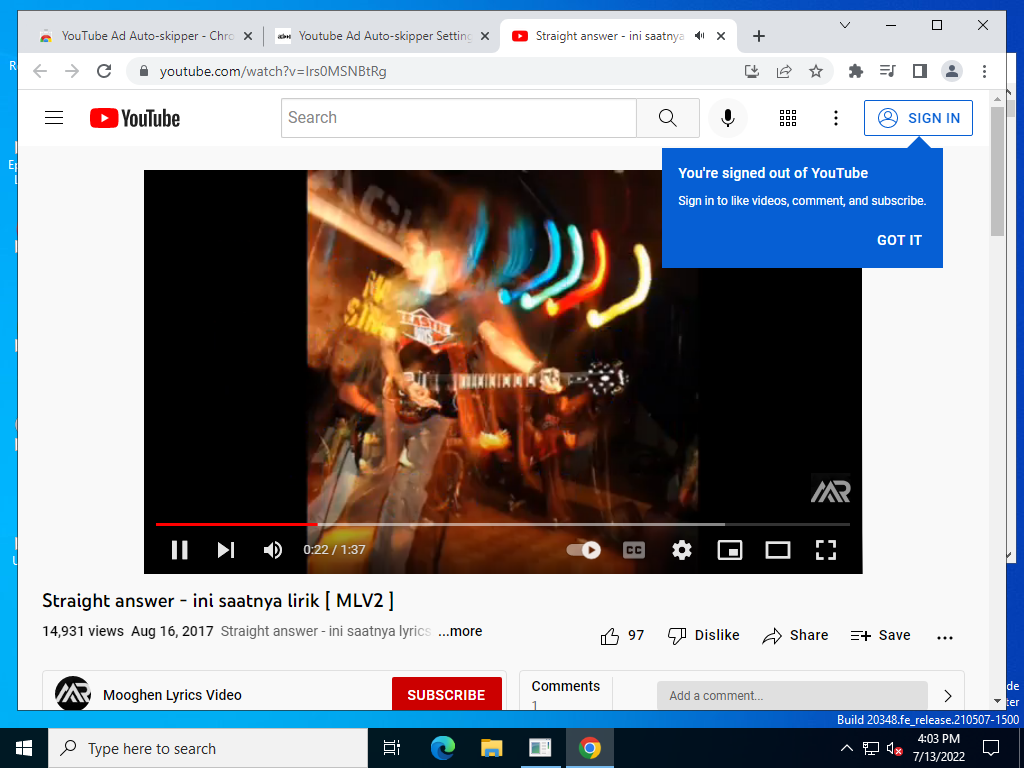 YouTube Ad Auto-skipper - Chro
Youtube Ad Auto-skipper Setting
Straight answer - ini saatnya
youtube.com/watch?v=Irs0MSNBtRg
YouTube
Search
SIGN IN
You're signed out of YouTube
Sign in to like videos, comment, and subscribe.
GOT IT
0:22 / 1:37
CC
Straight answer - ini saatnya lirik [ MLV2 ]
14,931 views Aug 16, 2017 Straight answer - ini saatnya lyrics ...more
97 Dislike Share Save
Mooghen Lyrics Video
SUBSCRIBE
Comments
1
Add a comment...
Build 20348.fe_release.210507-1500
Type here to search
4:03 PM
7/13/2022